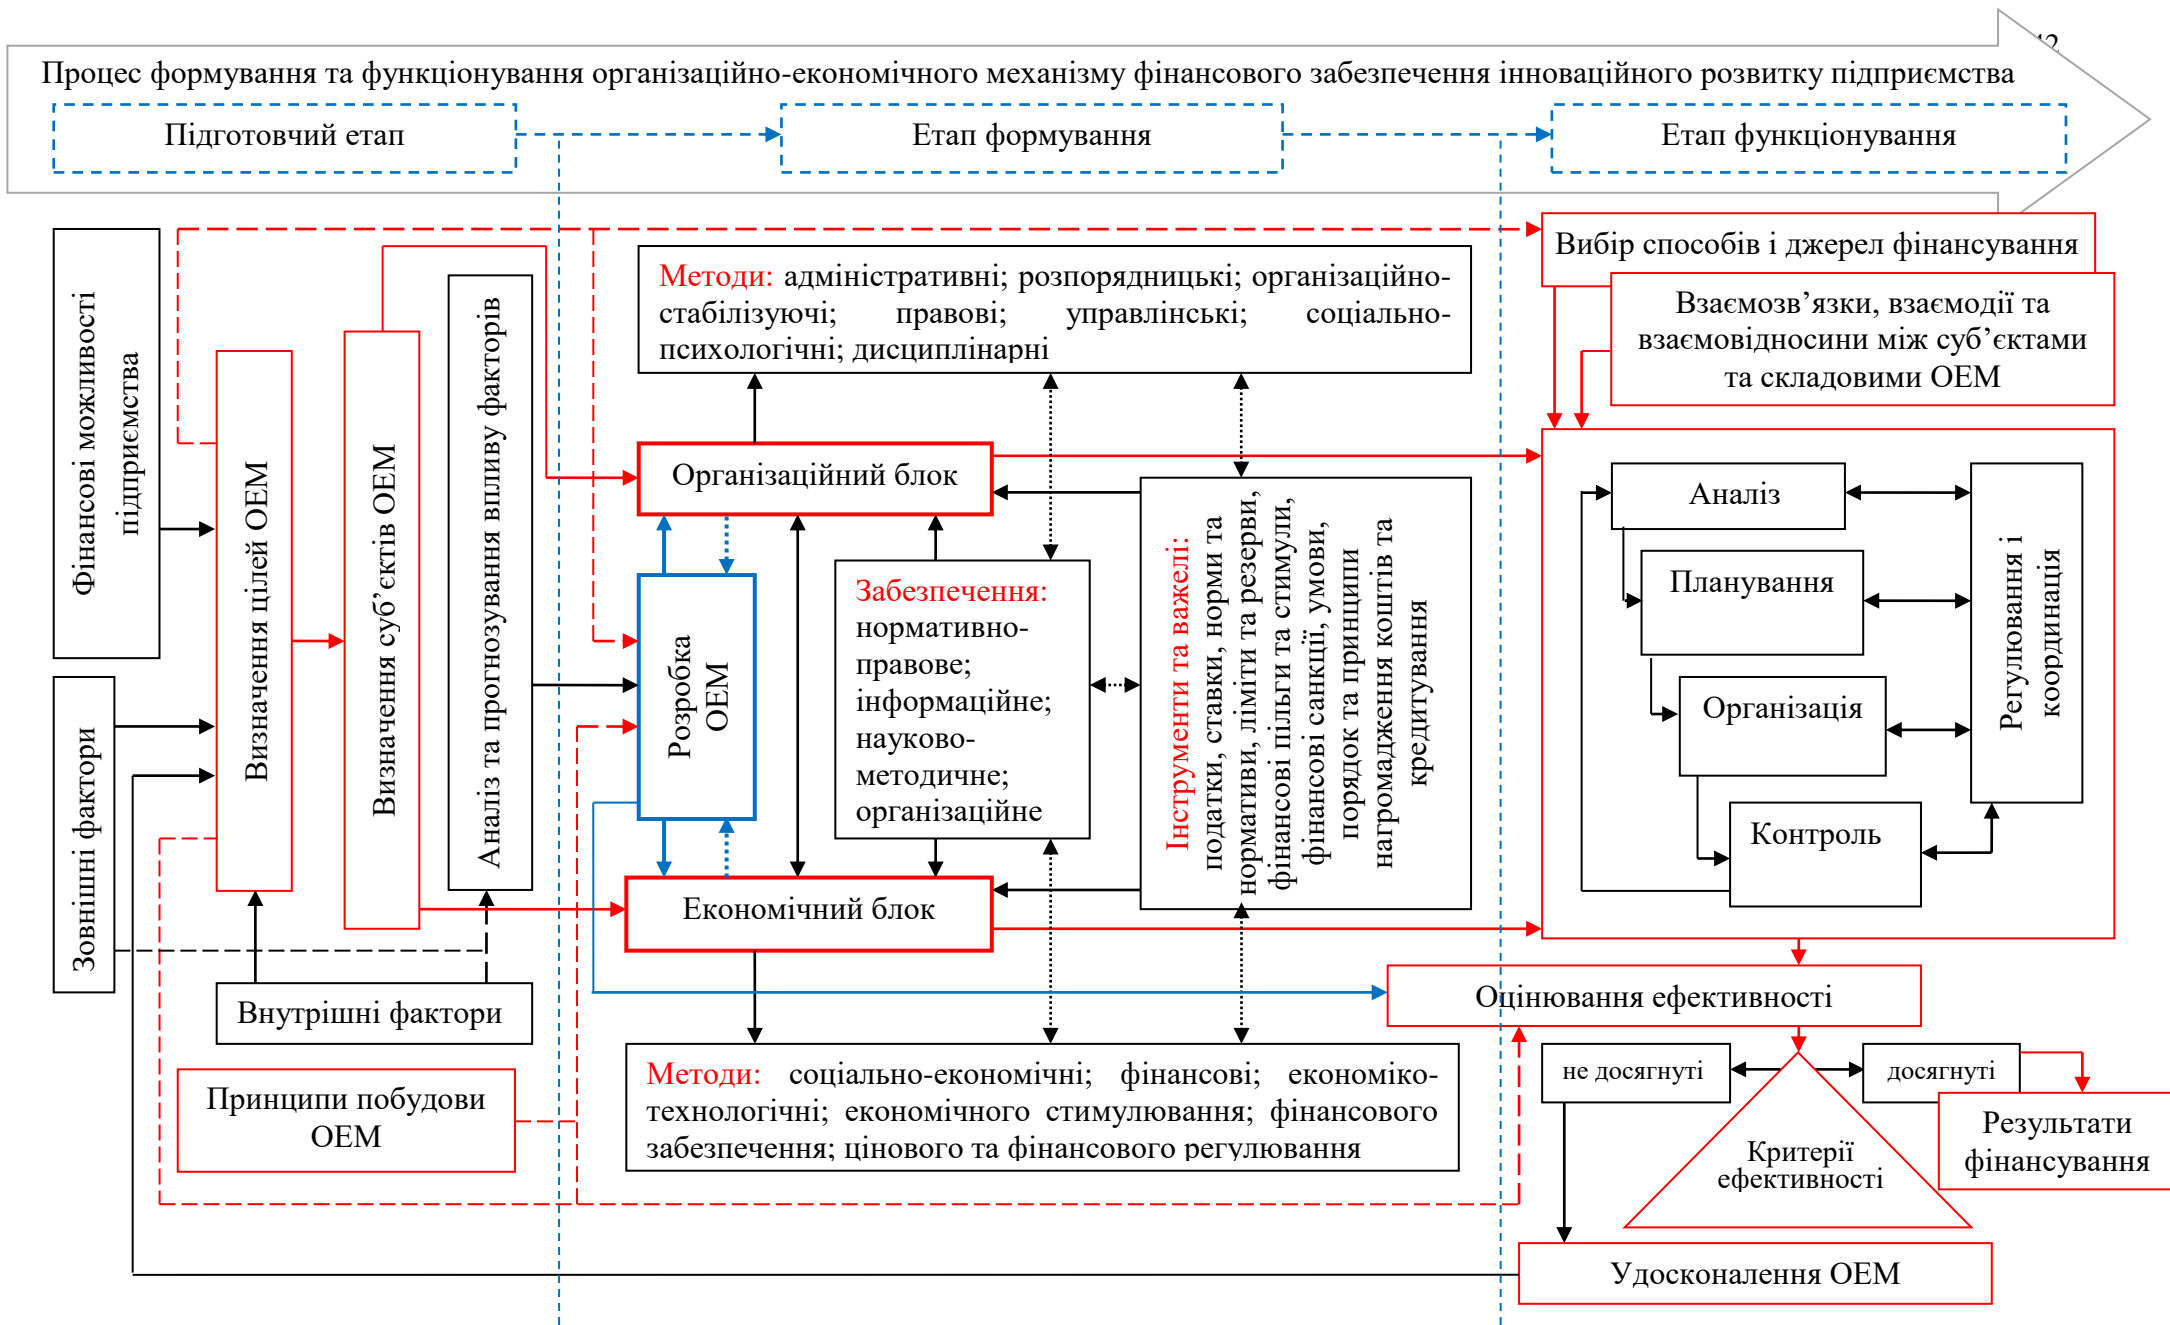 Процес формування та функціонування організаційно-економічного механізму фінансового забезпечення інноваційного розвитку підприємства
Підготовчий етап
Етап формування
Етап функціонування
Фінансові можливості
підприємства
Зовнішні фактори
Визначення цілей ОЕМ
Визначення суб’єктів ОЕМ
Аналіз та прогнозування впливу факторів
Внутрішні фактори
Принципи побудови
ОЕМ
Методи: адміністративні; розпорядницькі; організаційно-
стабілізуючі; правові; управлінські; соціально-
психологічні; дисциплінарні
Організаційний блок
Розробка
ОЕМ
Забезпечення:
нормативно-
правове;
інформаційне;
науково-
методичне;
організаційне
Інструменти та важелі:
податки, ставки, норми та
нормативи, ліміти та резерви,
фінансові пільги та стимули,
фінансові санкції, умови,
порядок та принципи
нагромадження коштів та
кредитування
Економічний блок
Методи: соціально-економічні; фінансові; економіко-
технологічні; економічного стимулювання; фінансового
забезпечення; цінового та фінансового регулювання
Вибір способів і джерел фінансування
Взаємозв’язки, взаємодії та
взаємовідносини між суб’єктами
та складовими ОЕМ
Аналіз
Планування
Організація
Контроль
Регулювання і
координація
Оцінювання ефективності
не досягнуті
досягнуті
Критерії
ефективності
Результати
фінансування
Удосконалення ОЕМ